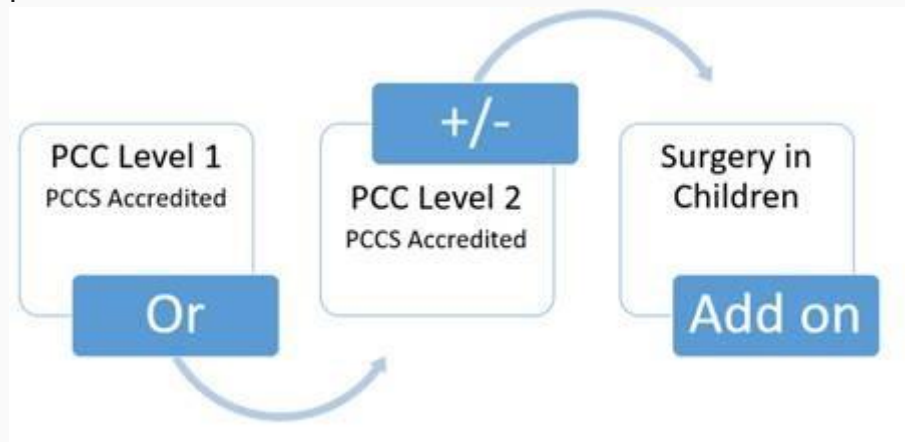 PCC Level 1
PCCS Accredited
Or
+/-
PCC Level 2
PCCS Accredited
Surgery in
Children
Add on